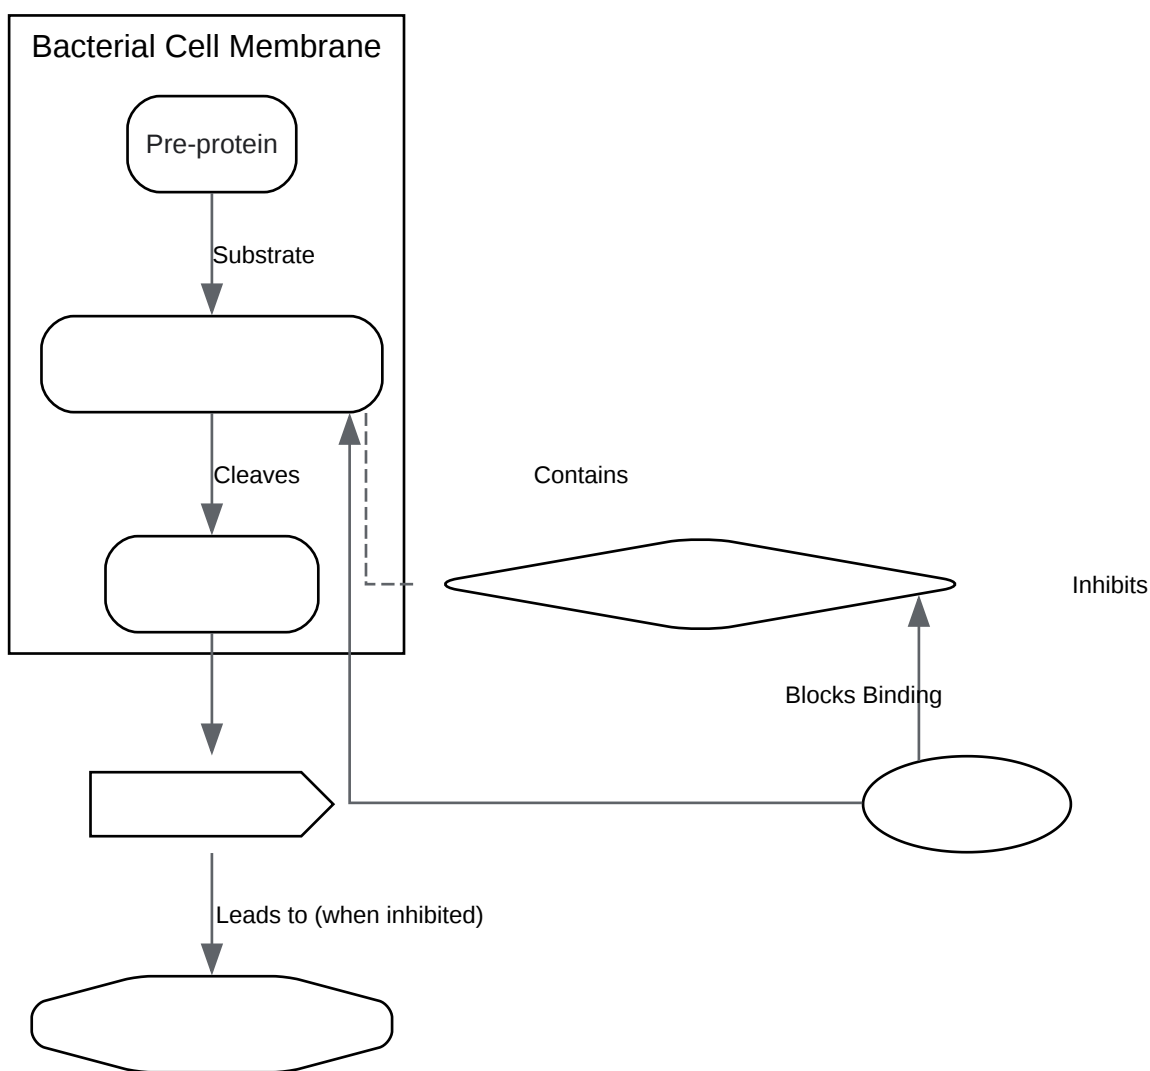 Bacterial Cell Membrane
Pre-protein
Substrate
Cleaves
Contains
Inhibits
Blocks Binding
Leads to (when inhibited)